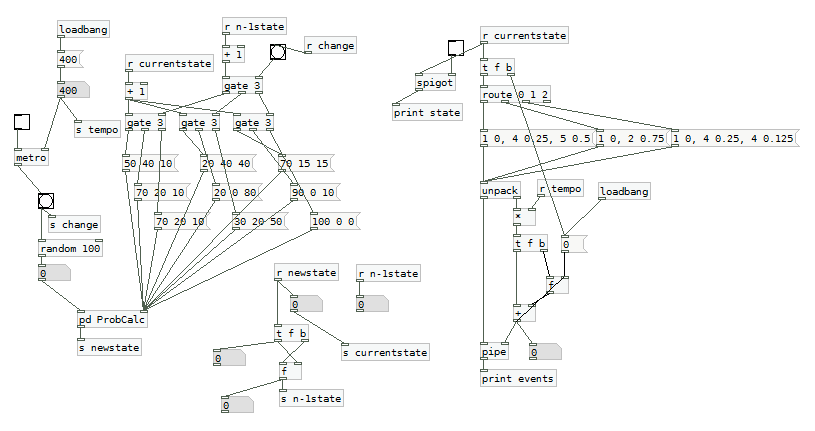 loadbang
400
400
s tempo
metro
s change
random 100
0
pd ProbCalc
s newstate
r currentstate
+ 1
r n-1state
+ 1
r change
gate 3
gate 3
gate 3
gate 3
50 40 10
20 40 40
70 15 15
70 20 10
20 0 80
90 0 10
70 20 10
30 20 50
100 0 0
r newstate
0
t f b
0
f
0
s n-1state
s currentstate
r n-1state
0
r currentstate
spigot
print state
t f b
route 0 1 2
1 0, 4 0.25, 5 0.5
1 0, 2 0.75
1 0, 4 0.25, 4 0.125
unpack
r tempo
loadbang
*
t f b
0
f
+
pipe
0
print events